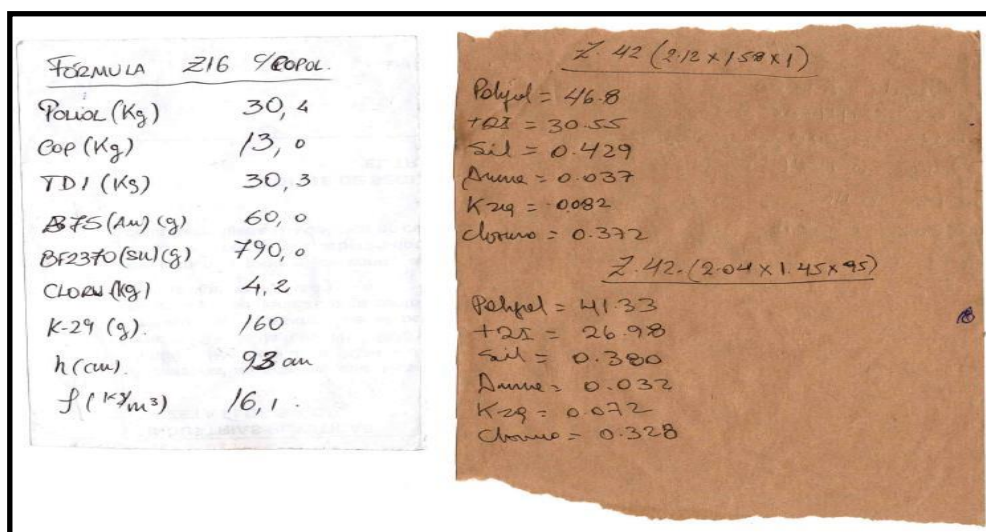 FÓRMULA Z16 C/COPOL.
POLIOL (Kg) 30,4
COP (Kg) 13,0
TDI (Kg) 30,3
B75 (Am) (g) 60,0
BF2370 (Sil) (g) 790,0
CLORU (Kg) 4,2
K-29 (g). 160
h (cm). 93 cm
f (Kg/m³) 16,1.
Z. 42 (2.12 x 1.58 x 1)
Polyol = 46.8
TDI = 30.55
Sil = 0.429
Amine = 0.037
K29 = 0.082
Cloruro = 0.372
Z. 42. (2.04 x 1.45 x 95)
Polyol = 41.33
TDI = 26.98
Sil = 0.380
Amine = 0.032
K29 = 0.072
Cloruro = 0.328